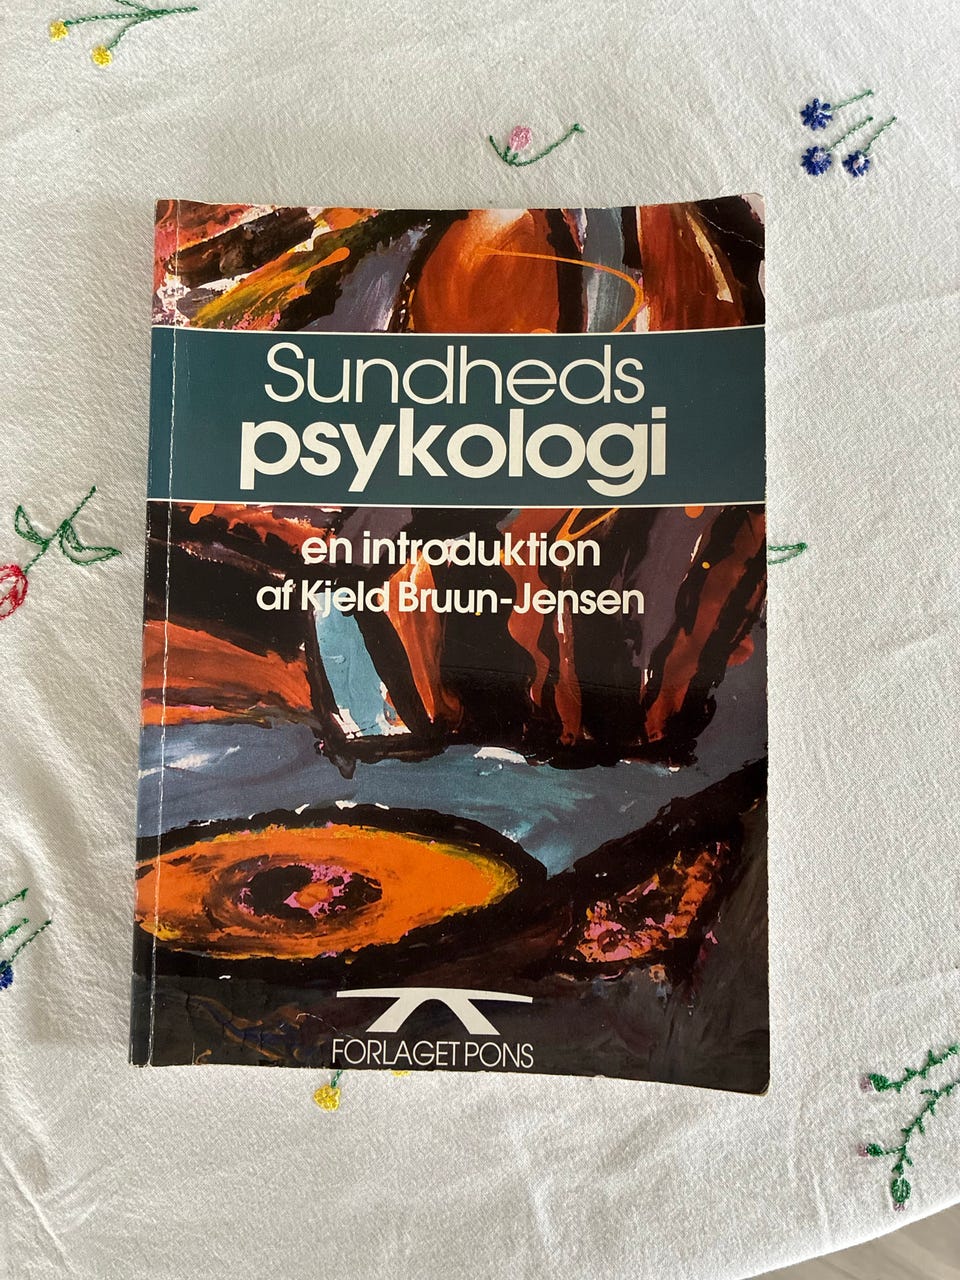 Sundheds
psykologi
en introduktion
af Kjeld Bruun-Jensen
FORLAGET PONS